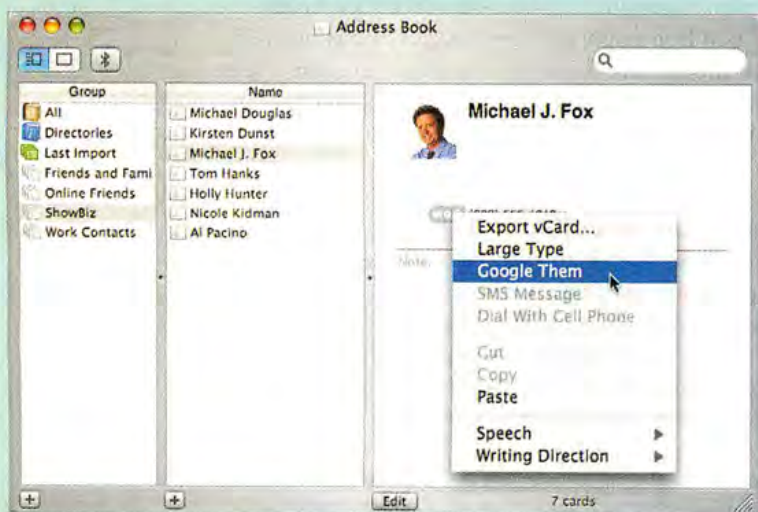 Address Book
Group
All
Directories
Last Import
Friends and Fami
Online Friends
ShowBiz
Work Contacts
Name
Michael Douglas
Kirsten Dunst
Michael J. Fox
Tom Hanks
Holly Hunter
Nicole Kidman
Al Pacino
Michael J. Fox
Note:
Export vCard...
Large Type
Google Them
SMS Message
Dial With Cell Phone
Cut
Copy
Paste
Speech
Writing Direction
Edit
7 cards